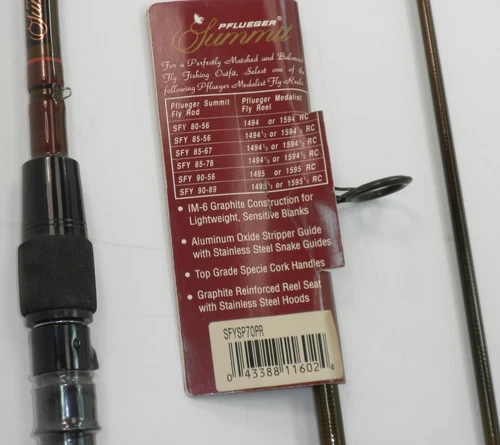 Summ
PFLUEGER
Summit
For a Perfectly Matched and Balanced
Fly Fishing Outfit, Select one of the
following Pflueger Medalist Fly Reels.
Pflueger Summit Pflueger Medalist
Fly Rod Fly Reel
SFY 80-56 1494 or 1594 RC
SFY 85-56 1494½ or 1594½ RC
SFY 85-67 1494½ or 1594½ RC
SFY 85-78 1494½ or 1594½ RC
SFY 90-56 1495 or 1595 RC
SFY 90-89 1495½ or 1595½ RC
• IM-6 Graphite Construction for
Lightweight, Sensitive Blanks
• Aluminum Oxide Stripper Guide
with Stainless Steel Snake Guides
• Top Grade Specie Cork Handles
• Graphite Reinforced Reel Seat
with Stainless Steel Hoods
SFYSP70PR
0 43388 11602 4